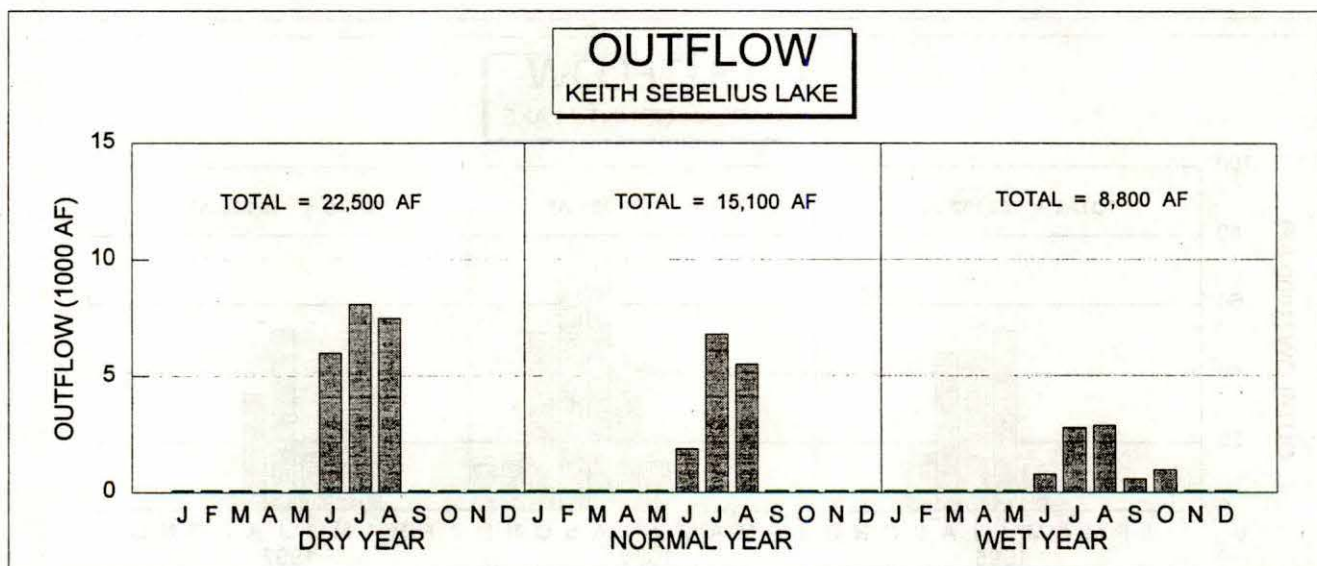 OUTFLOW
KEITH SEBELIUS LAKE
15
10
5
0
OUTFLOW (1000 AF)
TOTAL = 22,500 AF
TOTAL = 15,100 AF
TOTAL = 8,800 AF
J F M A M J J A S O N D J F M A M J J A S O N D J F M A M J J A S O N D
DRY YEAR NORMAL YEAR WET YEAR